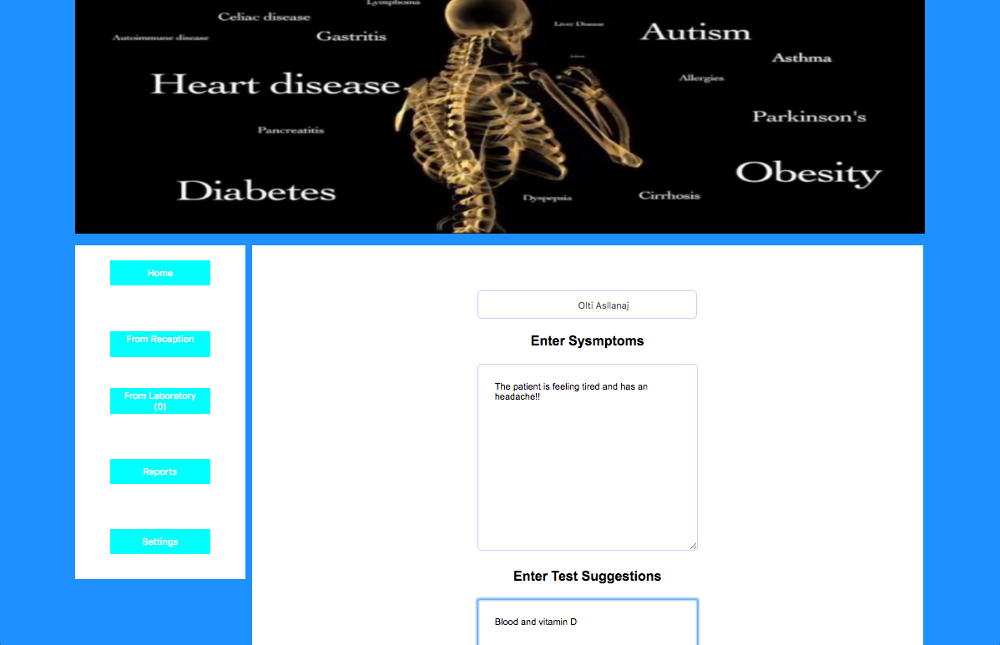 Lymphoma
Celiac disease
Liver Disease
Autism
Autoimmune disease
Gastritis
Asthma
Heart disease
Allergies
Parkinson's
Pancreatitis
Obesity
Diabetes
Dyspepsia
Cirrhosis
Home
From Reception
From Laboratory
(0)
Reports
Settings
Olti Asllanaj
Enter Sysmptoms
The patient is feeling tired and has an
headache!!
Enter Test Suggestions
Blood and vitamin D